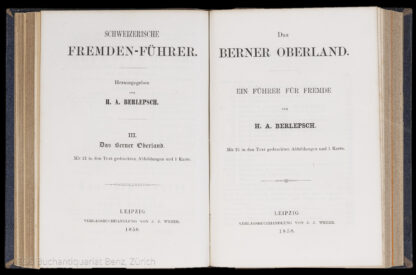 SCHWEIZERISCHE
FREMDEN-FÜHRER.
Herausgegeben
von
H. A. BERLEPSCH.
III.
Das Berner Oberland.
Mit 21 in den Text gedruckten Abbildungen und 1 Karte.
LEIPZIG
VERLAGSBUCHHANDLUNG VON J. J. WEBER.
1858.
Das
BERNER OBERLAND.
EIN FÜHRER FÜR FREMDE
von
H. A. BERLEPSCH.
Mit 21 in den Text gedruckten Abbildungen und 1 Karte.
LEIPZIG
VERLAGSBUCHHANDLUNG VON J. J. WEBER.
1858.
Buchantiquariat Benz, Zürich